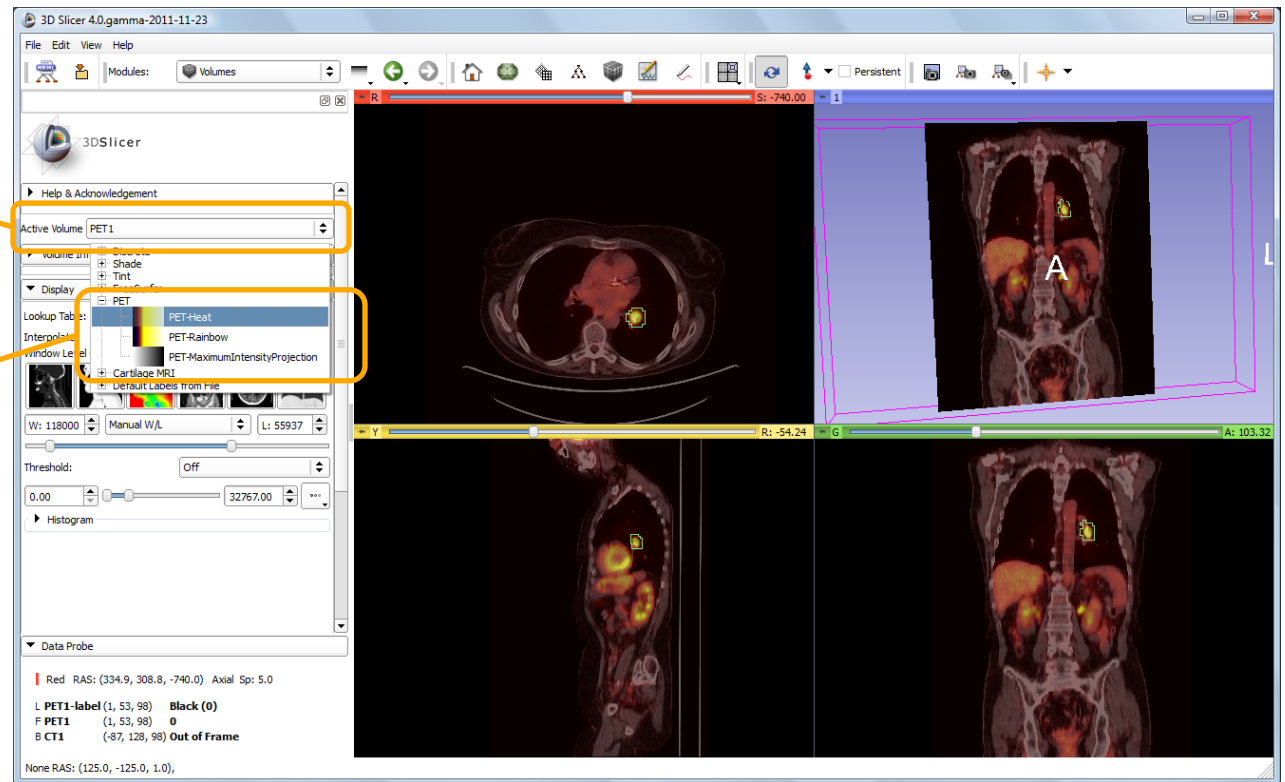 3D Slicer 4.0.gamma-2011-11-23
File Edit View Help
Modules: Volumes Persistent
3DSlicer
Help & Acknowledgement
Active Volume PET1
Shade
Tint
Display
PET
Lookup Table: PET-Heat
PET-Rainbow
Window Level
PET-MaximumIntensityProjection
Cartilage MRI
Default Labels from File
W: 118000 Manual W/L L: 55937
Threshold: Off
0.00 32767.00
Histogram
Data Probe
Red RAS: (334.9, 308.8, -740.0) Axial Sp: 5.0
L PET1-label (1, 53, 98) Black (0)
F PET1 (1, 53, 98) 0
B CT1 (-87, 128, 98) Out of Frame
None RAS: (125.0, -125.0, 1.0),
R S: -740.00
1
A
L
Y R: -54.24
G A: 103.32